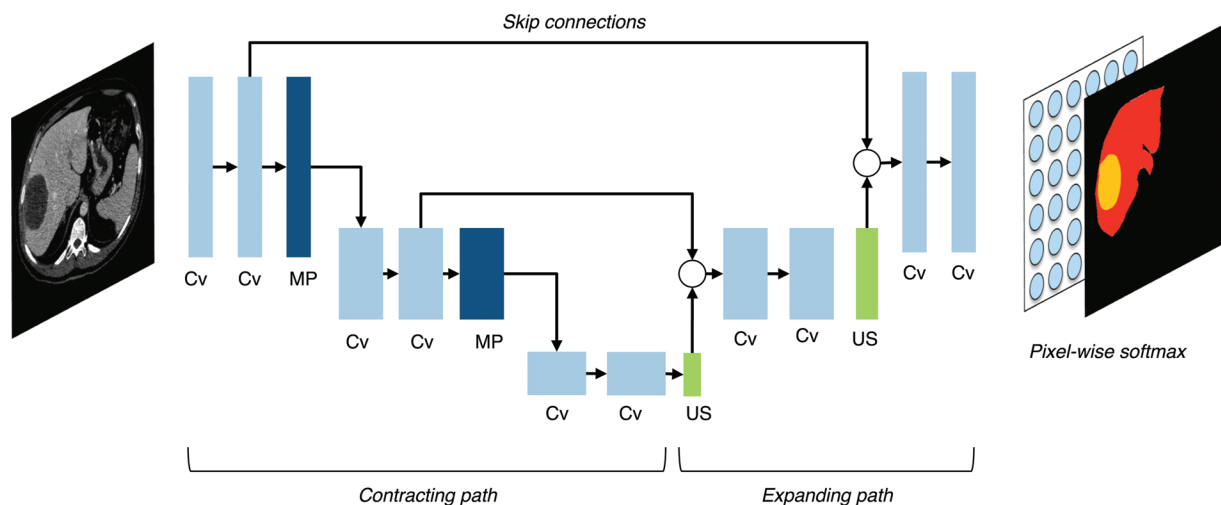 Skip connections
Cv
Cv
MP
Cv
Cv
MP
Cv
Cv
US
Cv
Cv
US
Cv
Cv
Pixel-wise softmax
Contracting path
Expanding path